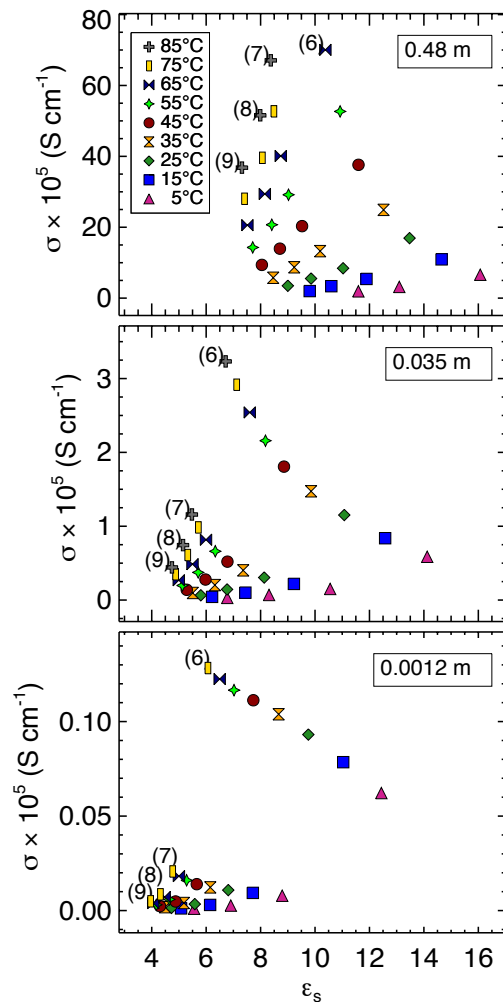 80
60
40
20
0
σ × 10⁵ (S cm⁻¹)
85°C
75°C
65°C
55°C
45°C
35°C
25°C
15°C
5°C
(6)
(7)
(8)
(9)
0.48 m
3
2
1
0
σ × 10⁵ (S cm⁻¹)
(6)
(7)
(8)
(9)
0.035 m
0.10
0.05
0.00
σ × 10⁵ (S cm⁻¹)
(6)
(7)
(8)
(9)
0.0012 m
4 6 8 10 12 14 16
εₛ